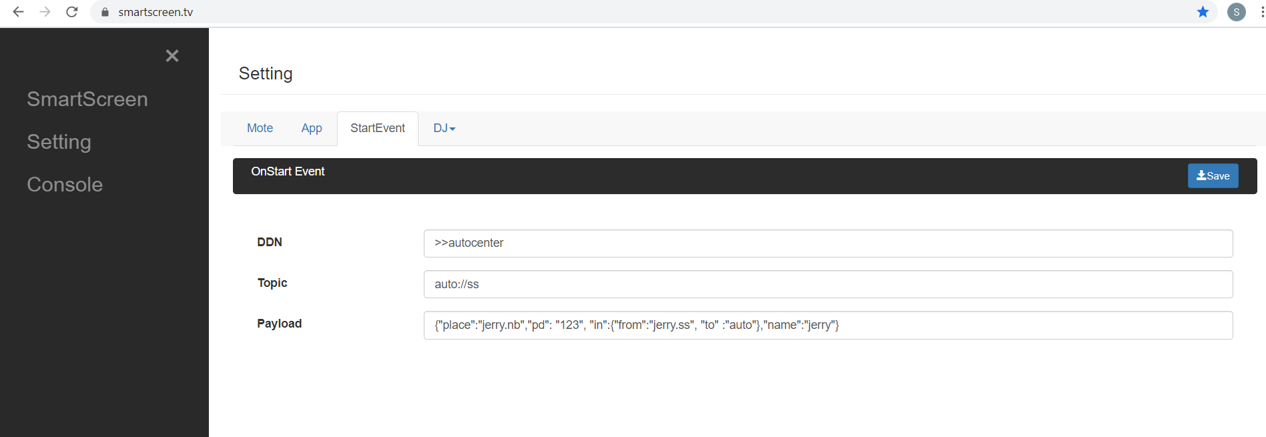 smartscreen.tv
S
×
SmartScreen
Setting
Console
Setting
Mote App StartEvent DJ
OnStart Event
Save
DDN >>autocenter
Topic auto://ss
Payload {"place":"jerry.nb","pd": "123", "in":{"from":"jerry.ss", "to" :"auto"},"name":"jerry"}